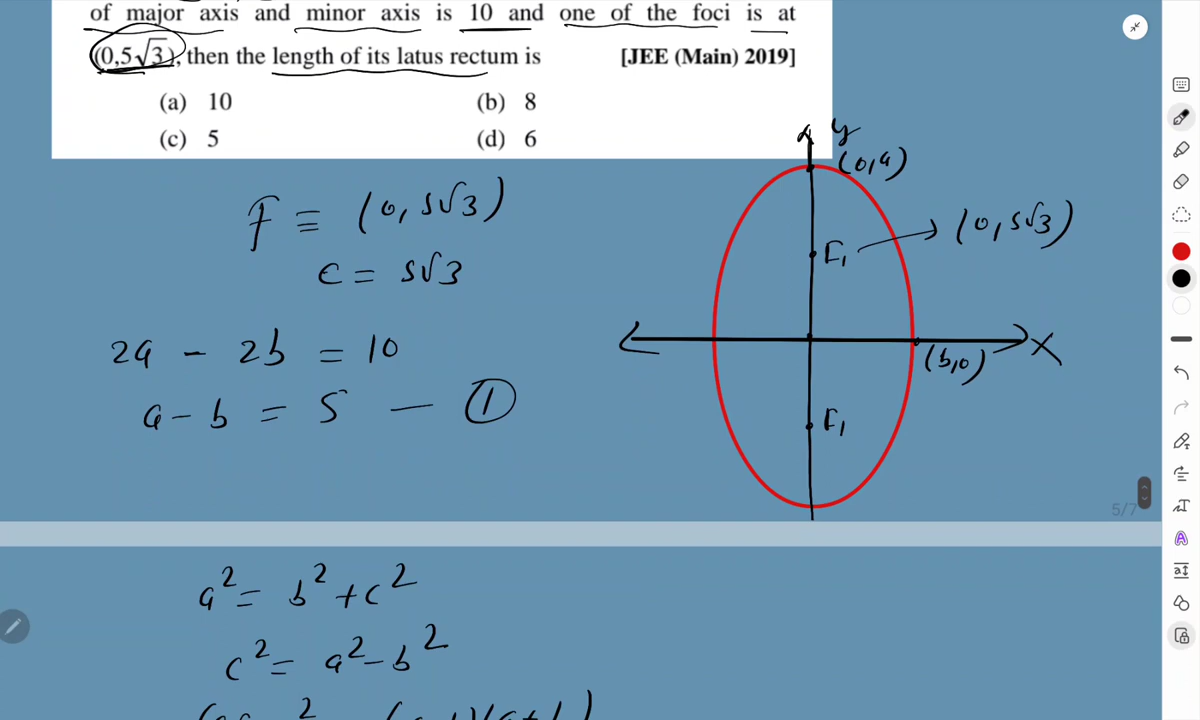 of major axis and minor axis is 10 and one of the foci is at
(0,5√3), then the length of its latus rectum is [JEE (Main) 2019]
(a) 10 (b) 8
(c) 5 (d) 6
y
(0,a)
F ≡ (0, 5√3)
F₁ → (0, 5√3)
c = 5√3
2a - 2b = 10
X
(b,0)
a - b = 5 — ①
F₁
5/7
a² = b² + c²
c² = a² - b²